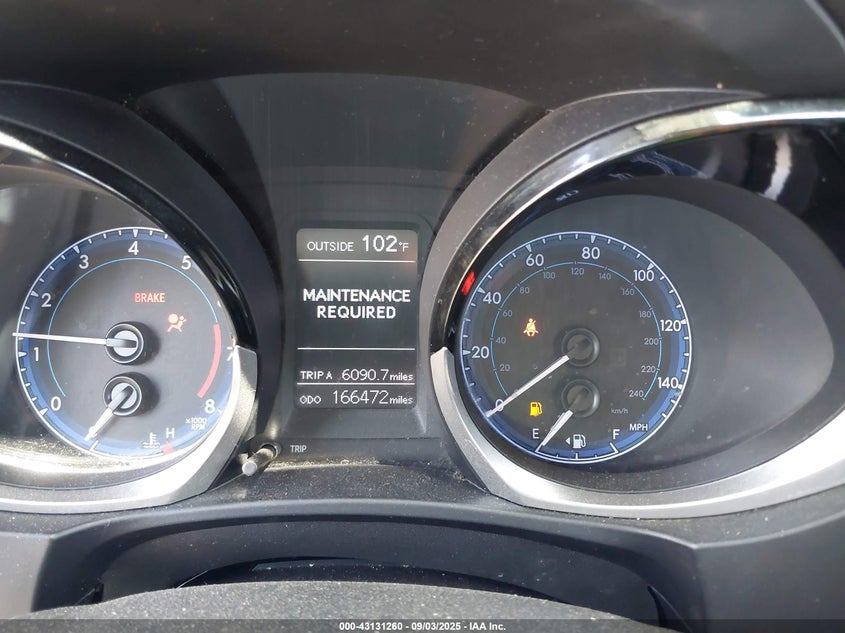 OUTSIDE 102°F
MAINTENANCE
REQUIRED
TRIP A 6090.7 miles
ODO 166472 miles
TRIP
BRAKE
0 1 2 3 4 5 7 8
x1000
RPM
H
0 20 40 60 80 100 120 140
MPH
20 40 60 80 100 120 140 160 180 200 220 240
km/h
E F
000-43131260 - 09/03/2025 - IAA Inc.